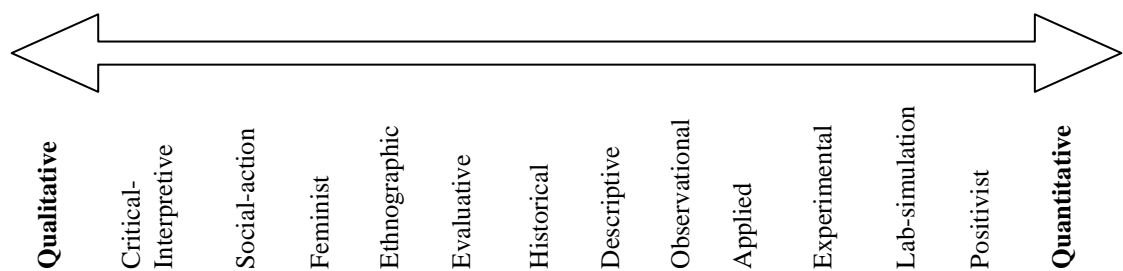 Qualitative
Critical-
Interpretive
Social-action
Feminist
Ethnographic
Evaluative
Historical
Descriptive
Observational
Applied
Experimental
Lab-simulation
Positivist
Quantitative